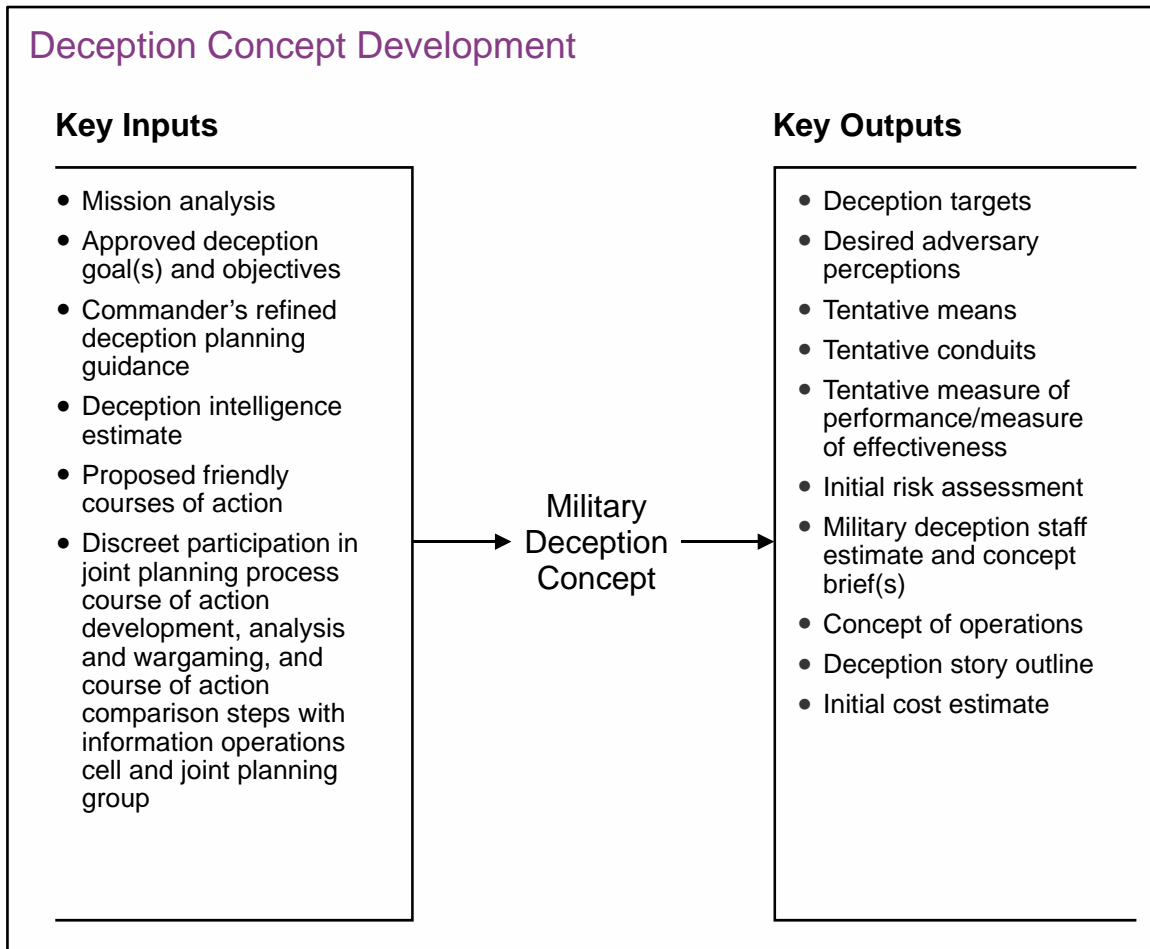 Deception Concept Development
Key Inputs
• Mission analysis
• Approved deception
goal(s) and objectives
• Commander’s refined
deception planning
guidance
• Deception intelligence
estimate
• Proposed friendly
courses of action
• Discreet participation in
joint planning process
course of action
development, analysis
and wargaming, and
course of action
comparison steps with
information operations
cell and joint planning
group
Military
Deception
Concept
Key Outputs
• Deception targets
• Desired adversary
perceptions
• Tentative means
• Tentative conduits
• Tentative measure of
performance/measure
of effectiveness
• Initial risk assessment
• Military deception staff
estimate and concept
brief(s)
• Concept of operations
• Deception story outline
• Initial cost estimate